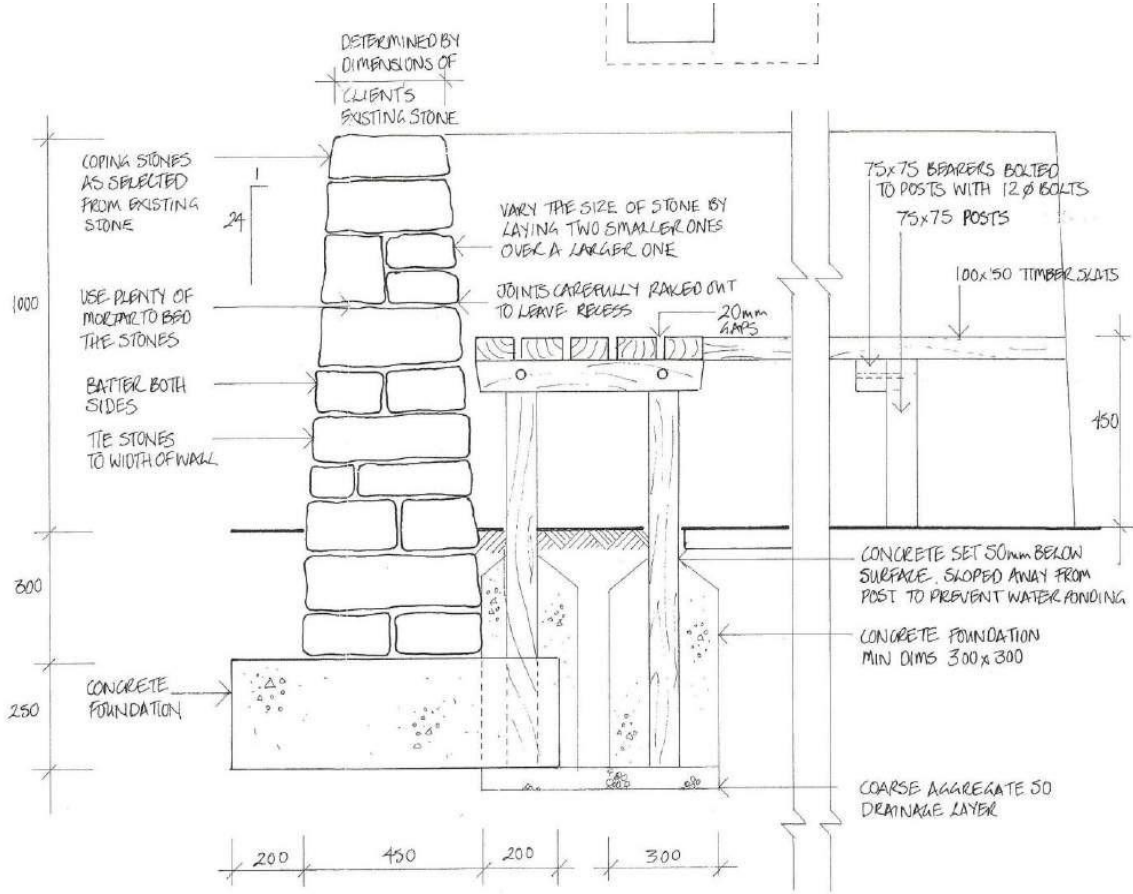 DETERMINED BY
DIMENSIONS OF
CLIENT'S
EXISTING STONE
COPING STONES
AS SELECTED
FROM EXISTING
STONE
1
24
VARY THE SIZE OF STONE BY
LAYING TWO SMALLER ONES
OVER A LARGER ONE
75x75 BEARERS BOLTED
TO POSTS WITH 12 Ø BOLTS
75x75 POSTS
100x50 TIMBER SLATS
1000
USE PLENTY OF
MORTAR TO BED
THE STONES
JOINTS CAREFULLY RAKED OUT
TO LEAVE RECESS
20mm
GAPS
BATTER BOTH
SIDES
TIE STONES
TO WIDTH OF WALL
450
300
CONCRETE SET 50mm BELOW
SURFACE, SLOPED AWAY FROM
POST TO PREVENT WATER PONDING
CONCRETE FOUNDATION
MIN DIMS 300x300
CONCRETE
FOUNDATION
250
COARSE AGGREGATE 50
DRAINAGE LAYER
200
450
200
300